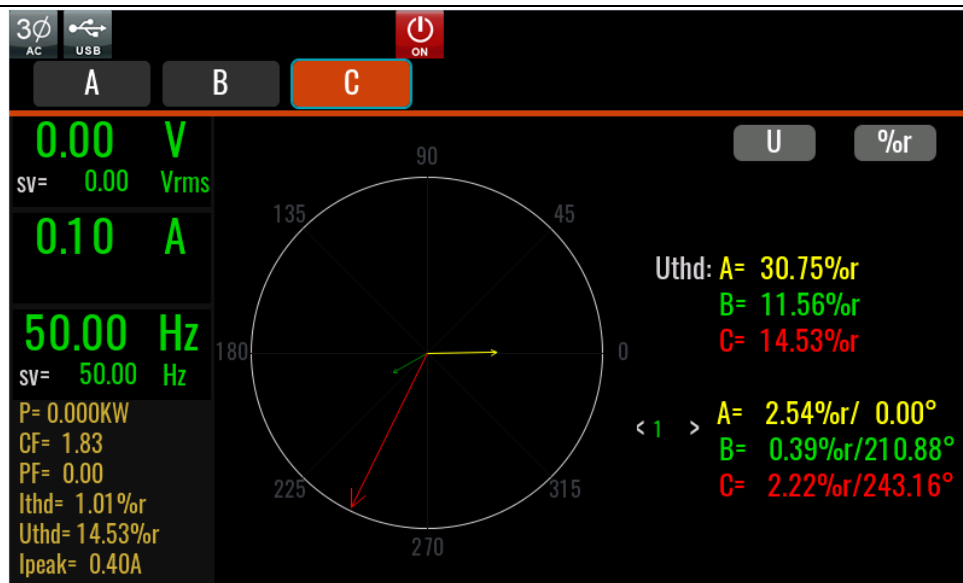 3Ø
AC
USB
ON
A B C
0.00 V
sv= 0.00 Vrms
0.10 A
50.00 Hz
sv= 50.00 Hz
P= 0.000KW
CF= 1.83
PF= 0.00
Ithd= 1.01%r
Uthd= 14.53%r
Ipeak= 0.40A
90
135
45
180
0
225
315
270
U %r
Uthd: A= 30.75%r
B= 11.56%r
C= 14.53%r
< 1 >
A= 2.54%r/ 0.00°
B= 0.39%r/210.88°
C= 2.22%r/243.16°